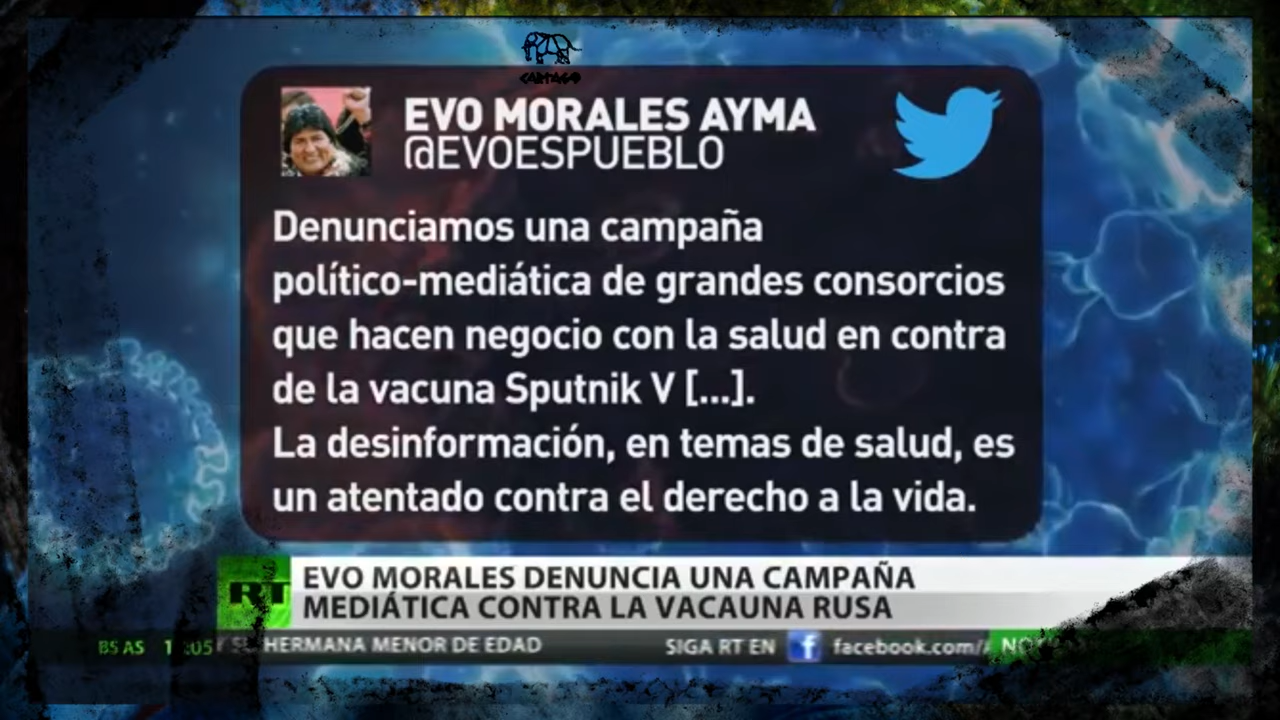 CARTAGO
EVO MORALES AYMA
@EVOESPUEBLO
Denunciamos una campaña
político-mediática de grandes consorcios
que hacen negocio con la salud en contra
de la vacuna Sputnik V [...].
La desinformación, en temas de salud, es
un atentado contra el derecho a la vida.
RT
EVO MORALES DENUNCIA UNA CAMPAÑA
MEDIÁTICA CONTRA LA VACAUNA RUSA
BS AS HERMANA MENOR DE EDAD SIGA RT EN f facebook.com/